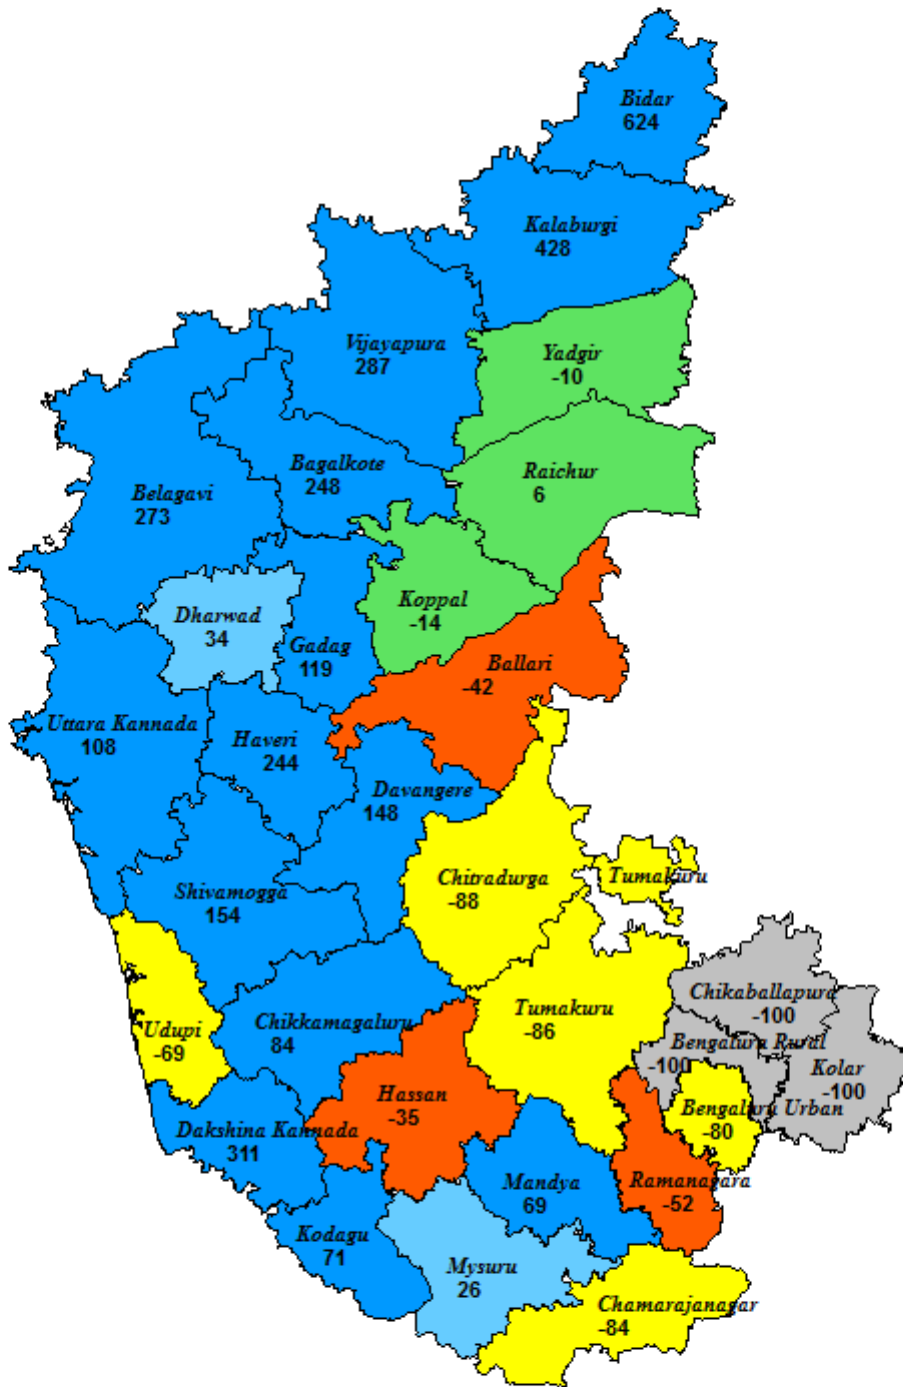 Bidar
624
Kalaburgi
428
Vijayapura
287
Yadgir
-10
Bagalkote
248
Raichur
6
Belagavi
273
Dharwad
34
Koppal
-14
Gadag
119
Ballari
-42
Uttara Kannada
108
Haveri
244
Davangere
148
Chitradurga
-88
Tumakuru
Shivamogga
154
Chikaballapura
-100
Tumakuru
-86
Chikkamagaluru
84
Udupi
-69
Bengalura Rural
-100
Kolar
-100
Hassan
-35
Bengaluru Urban
-80
Dakshina Kannada
311
Mandya
69
Ramanagara
-52
Kodagu
71
Mysuru
26
Chamarajanagar
-84